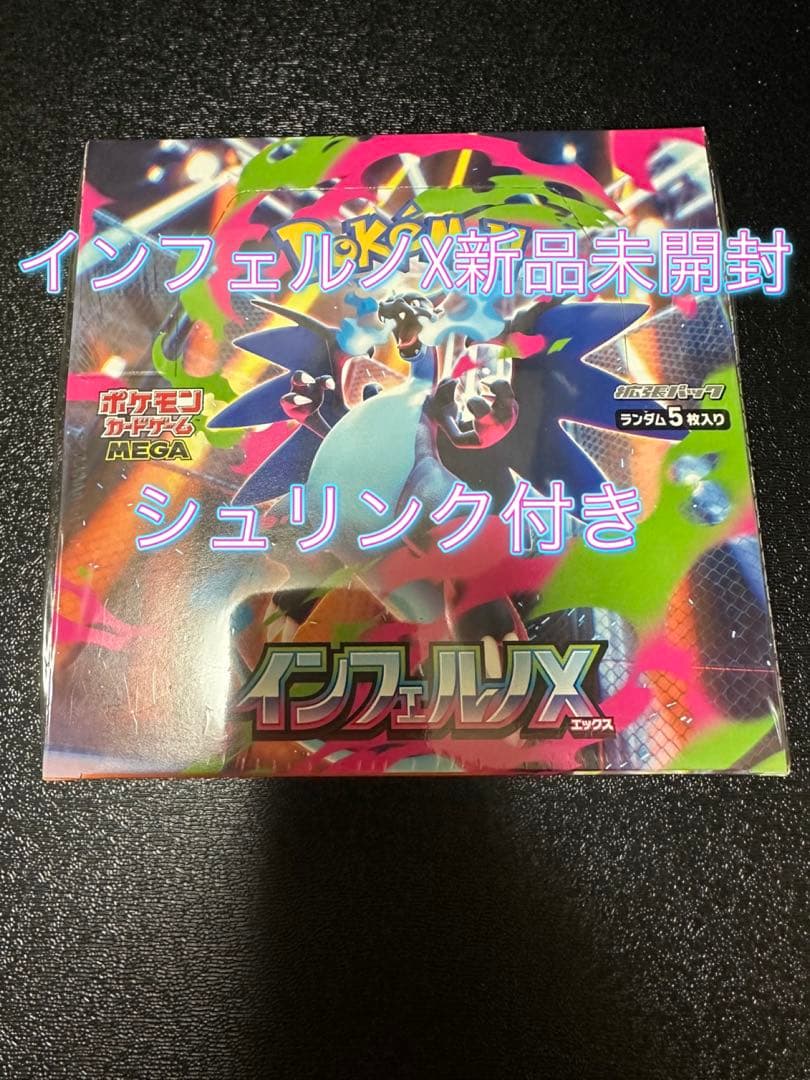 Pokémon
インフェルノX新品未開封
拡張パック
ポケモン
カードゲーム
MEGA
ランダム5枚入り
シュリンク付き
インフェルノX
エックス